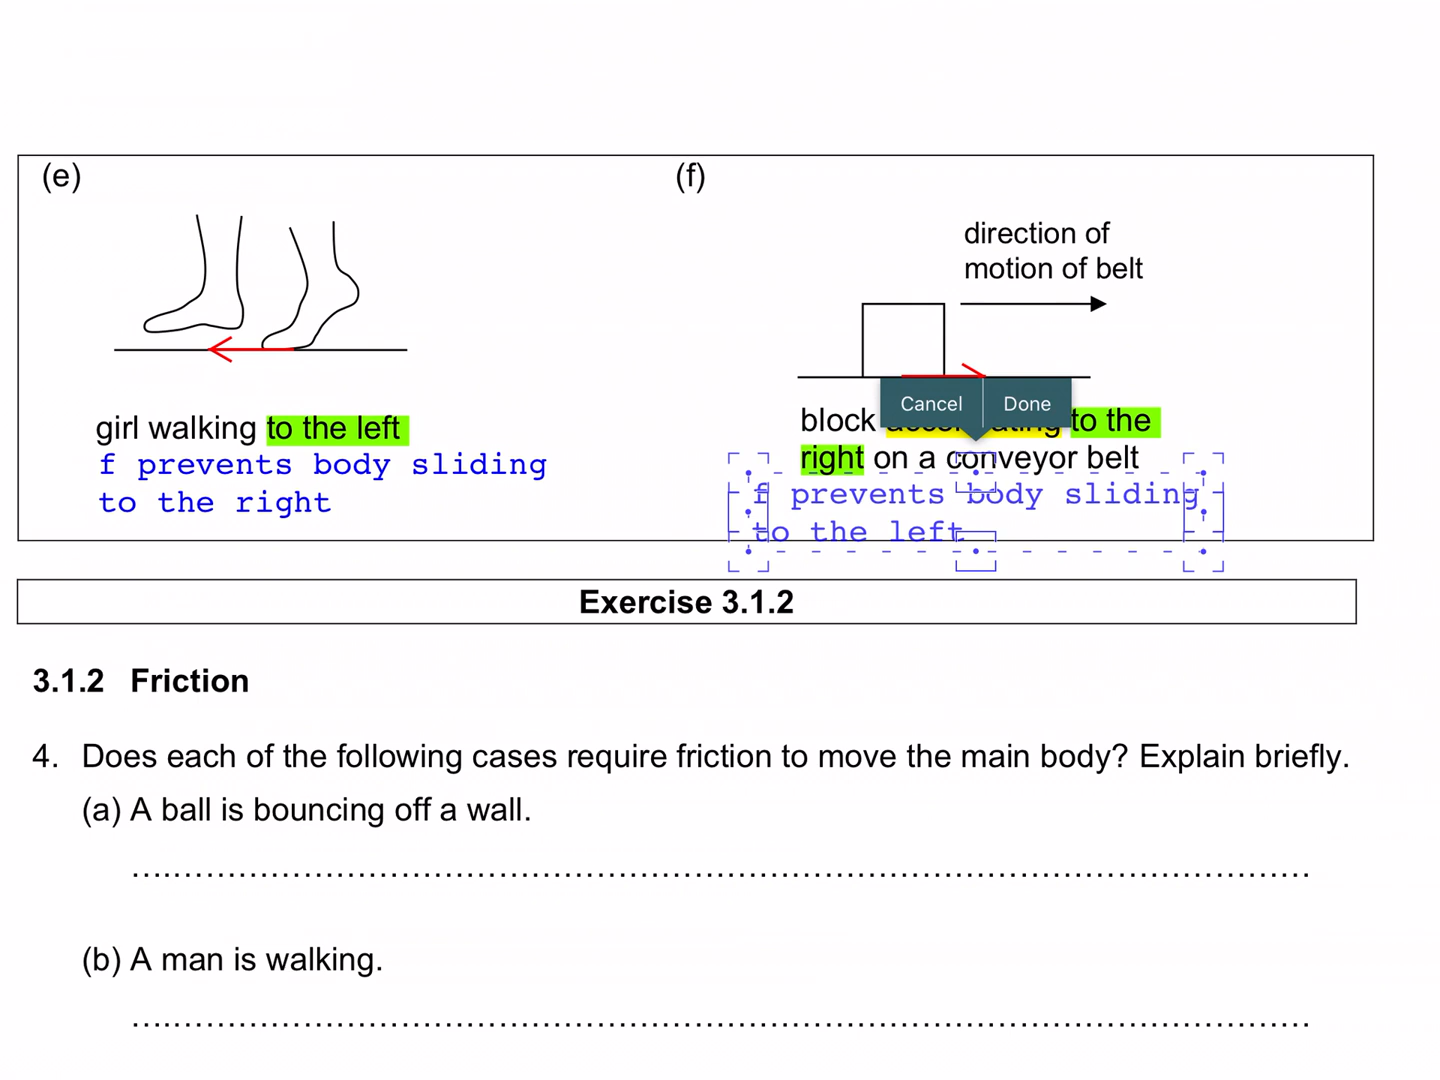 (e)
(f)
direction of
motion of belt
Cancel
Done
girl walking to the left
f prevents body sliding
to the right
block to the
right on a conveyor belt
f prevents body sliding
to the left
Exercise 3.1.2
3.1.2 Friction
4. Does each of the following cases require friction to move the main body? Explain briefly.
(a) A ball is bouncing off a wall.
(b) A man is walking.